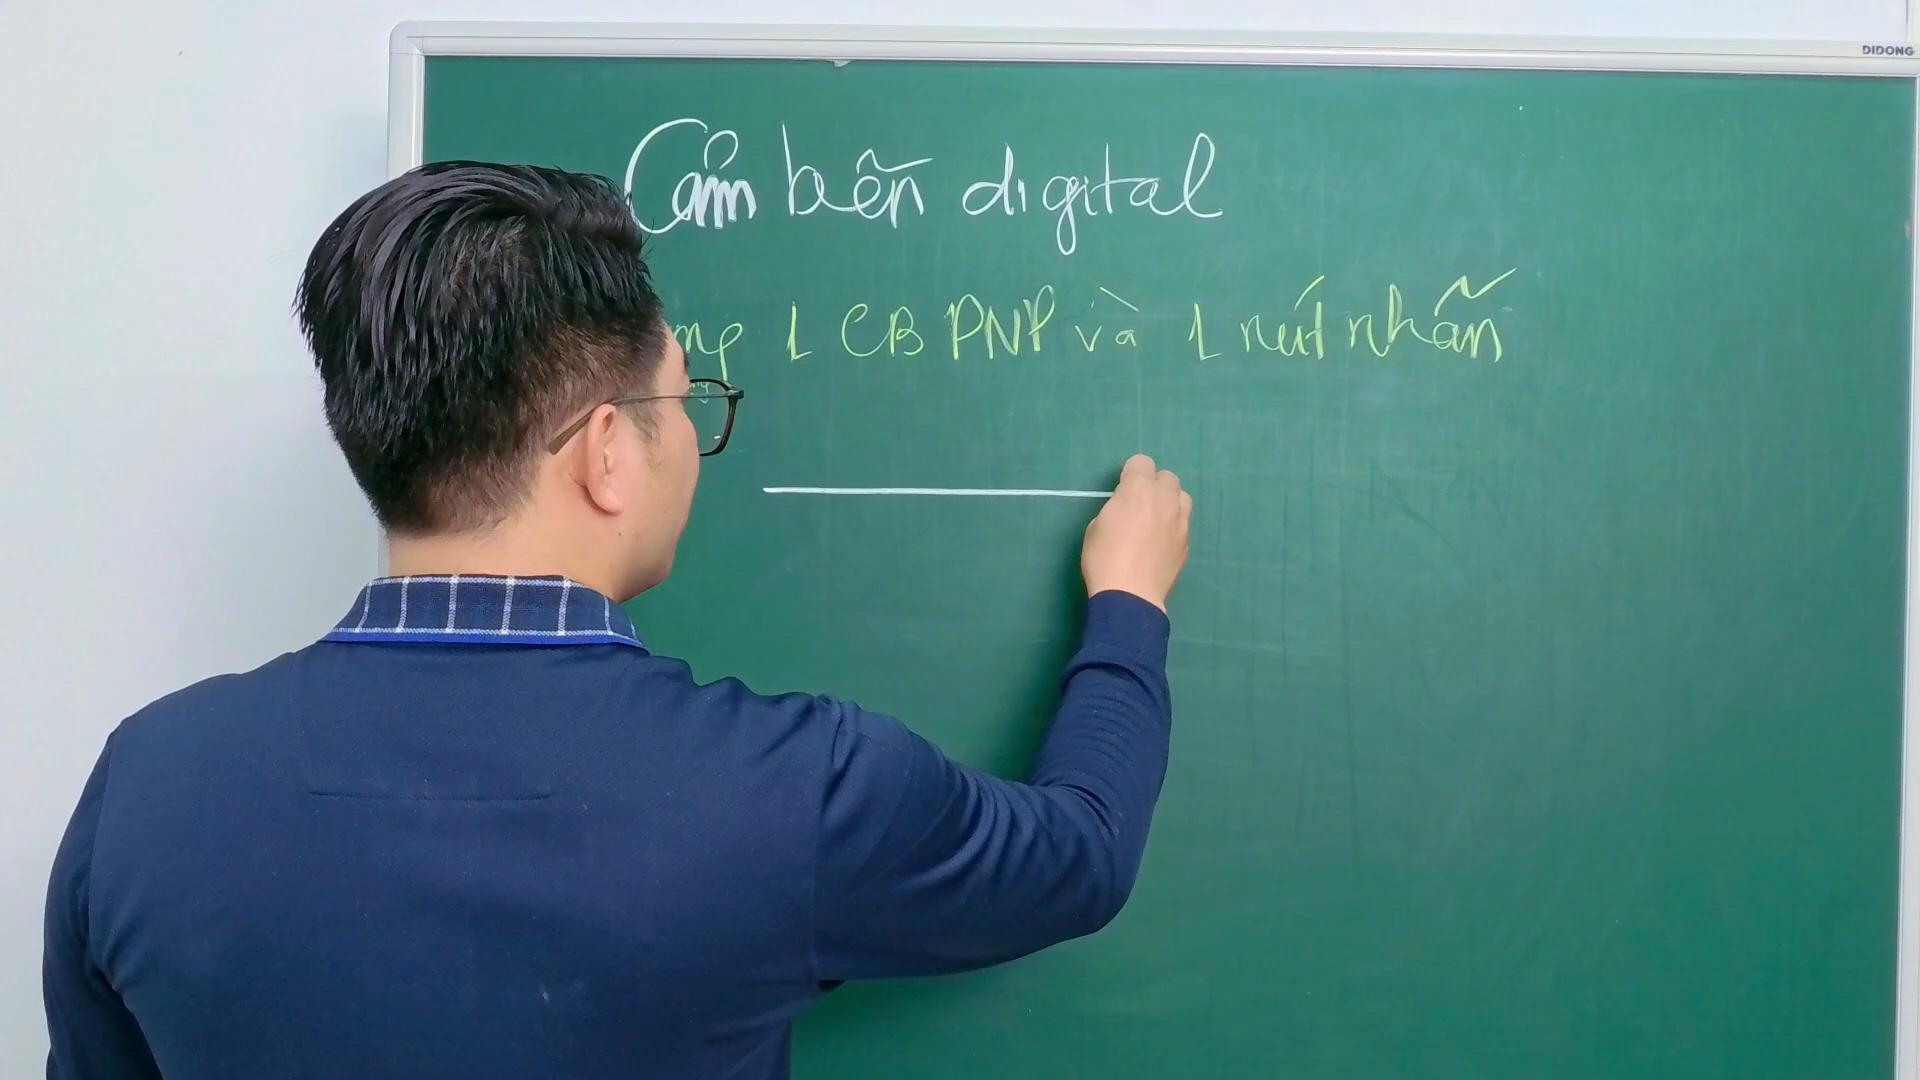 DIDONG
Cảm biến digital
1 CB PNP và 1 nút nhấn